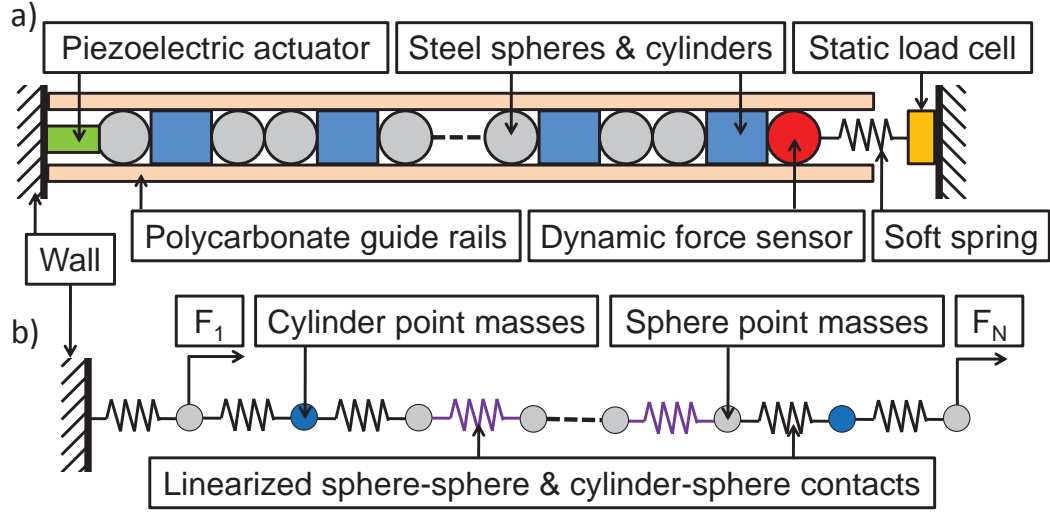 a)
Piezoelectric actuator
Steel spheres & cylinders
Static load cell
Polycarbonate guide rails
Dynamic force sensor
Soft spring
Wall
b)
F1
Cylinder point masses
Sphere point masses
FN
Linearized sphere-sphere & cylinder-sphere contacts